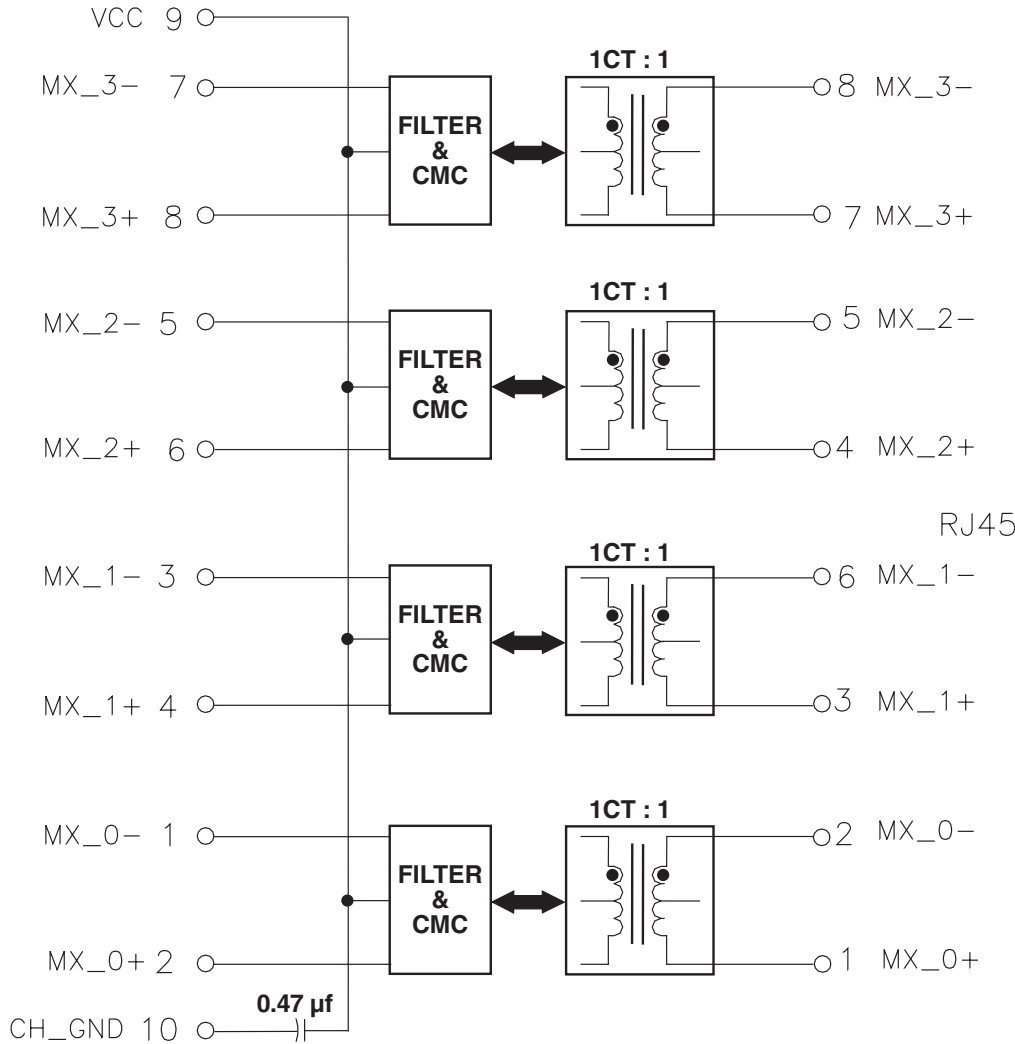 VCC 9
1CT : 1
MX_3- 7
FILTER
&
CMC
8 MX_3-
MX_3+ 8
7 MX_3+
1CT : 1
MX_2- 5
FILTER
&
CMC
5 MX_2-
MX_2+ 6
4 MX_2+
RJ45
1CT : 1
MX_1- 3
FILTER
&
CMC
6 MX_1-
MX_1+ 4
3 MX_1+
1CT : 1
MX_0- 1
FILTER
&
CMC
2 MX_0-
MX_0+ 2
1 MX_0+
0.47 µf
CH_GND 10